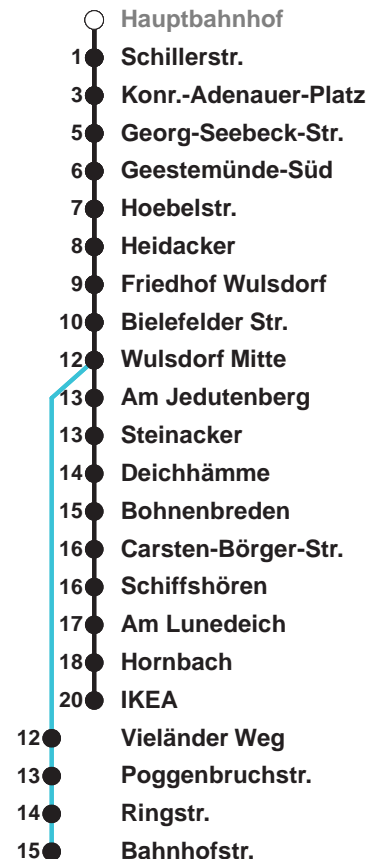 Hauptbahnhof
1 Schillerstr.
3 Konr.-Adenauer-Platz
5 Georg-Seebeck-Str.
6 Geestemünde-Süd
7 Hoebelstr.
8 Heidacker
9 Friedhof Wulsdorf
10 Bielefelder Str.
12 Wulsdorf Mitte
13 Am Jedutenberg
13 Steinacker
14 Deichhämme
15 Bohnenbreden
16 Carsten-Börger-Str.
16 Schiffshören
17 Am Lunedeich
18 Hornbach
20 IKEA
12 Vieländer Weg
13 Poggenbruchstr.
14 Ringstr.
15 Bahnhofstr.